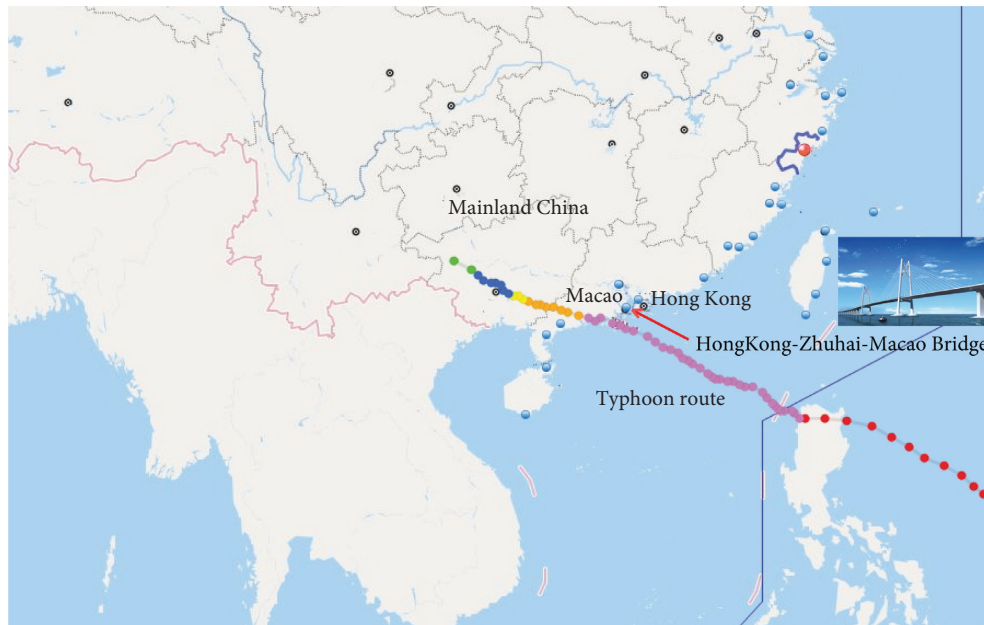 Mainland China
Macao
Hong Kong
HongKong-Zhuhai-Macao Bridge
Typhoon route